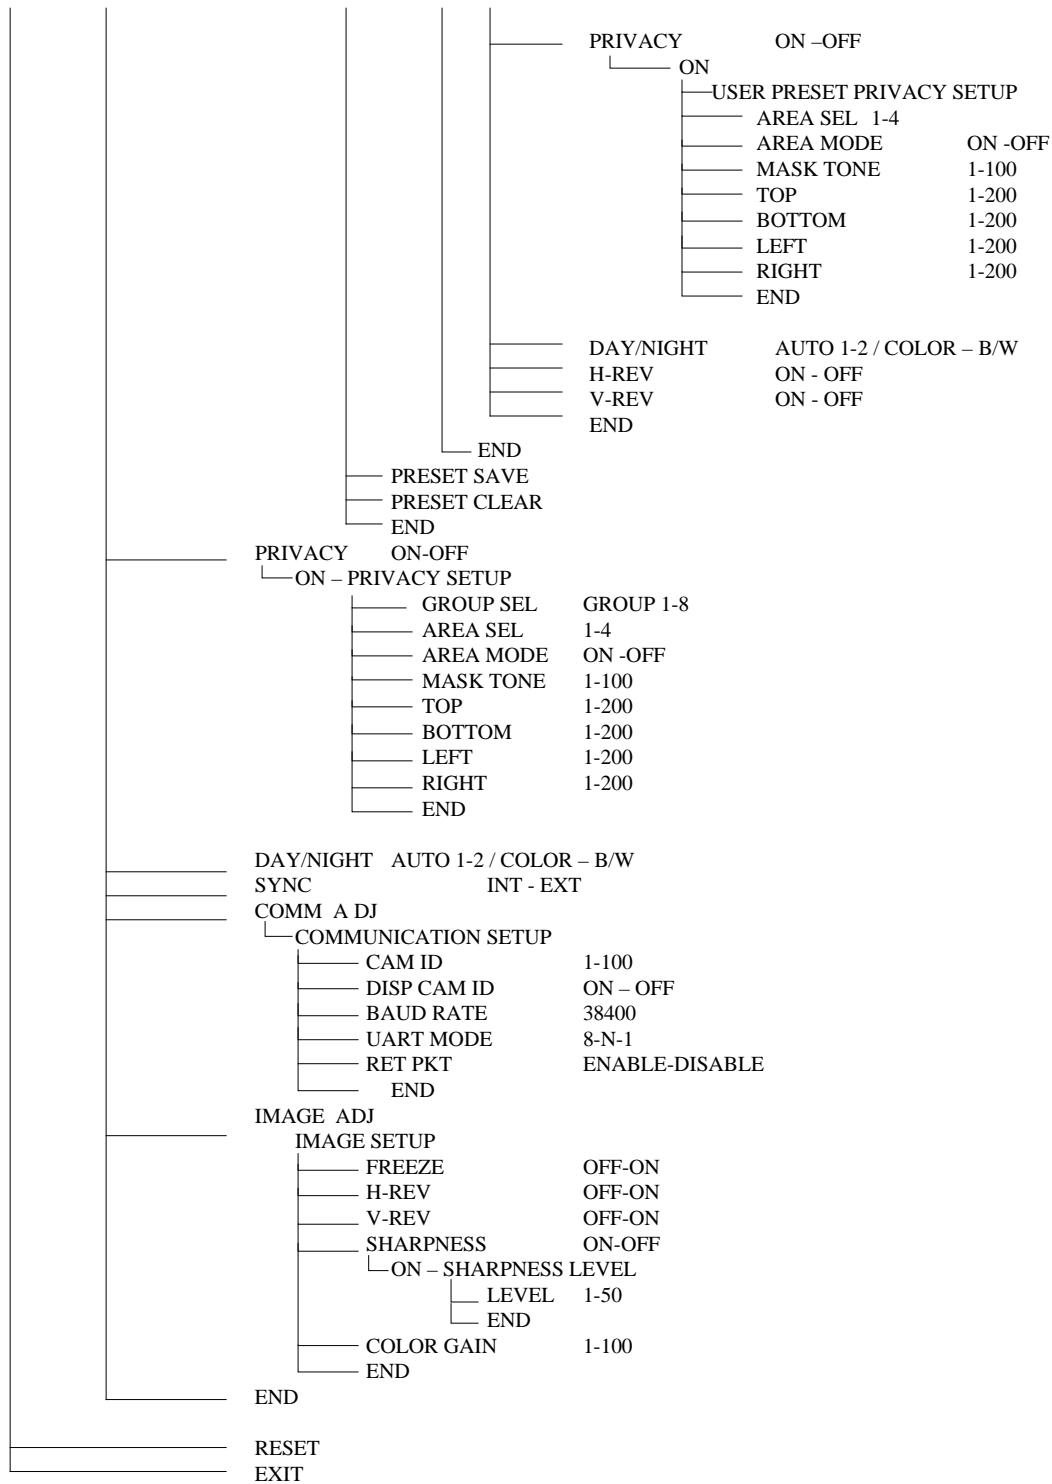 PRIVACY ON –OFF
ON
USER PRESET PRIVACY SETUP
AREA SEL 1-4
AREA MODE ON -OFF
MASK TONE 1-100
TOP 1-200
BOTTOM 1-200
LEFT 1-200
RIGHT 1-200
END
DAY/NIGHT AUTO 1-2 / COLOR – B/W
H-REV ON - OFF
V-REV ON - OFF
END
END
PRESET SAVE
PRESET CLEAR
END
PRIVACY ON-OFF
ON – PRIVACY SETUP
GROUP SEL GROUP 1-8
AREA SEL 1-4
AREA MODE ON -OFF
MASK TONE 1-100
TOP 1-200
BOTTOM 1-200
LEFT 1-200
RIGHT 1-200
END
DAY/NIGHT AUTO 1-2 / COLOR – B/W
SYNC INT - EXT
COMM A DJ
COMMUNICATION SETUP
CAM ID 1-100
DISP CAM ID ON – OFF
BAUD RATE 38400
UART MODE 8-N-1
RET PKT ENABLE-DISABLE
END
IMAGE ADJ
IMAGE SETUP
FREEZE OFF-ON
H-REV OFF-ON
V-REV OFF-ON
SHARPNESS ON-OFF
ON – SHARPNESS LEVEL
LEVEL 1-50
END
COLOR GAIN 1-100
END
END
RESET
EXIT